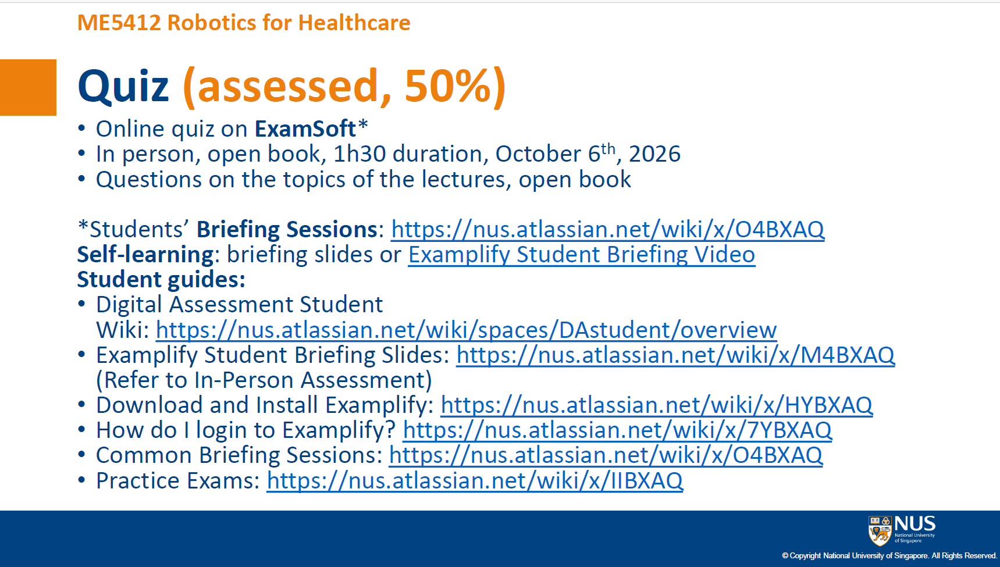 ME5412 Robotics for Healthcare
Quiz (assessed, 50%)
• Online quiz on ExamSoft*
• In person, open book, 1h30 duration, October 6th, 2026
• Questions on the topics of the lectures, open book
*Students’ Briefing Sessions: https://nus.atlassian.net/wiki/x/O4BXAQ
Self-learning: briefing slides or Examplify Student Briefing Video
Student guides:
• Digital Assessment Student
Wiki: https://nus.atlassian.net/wiki/spaces/DAstudent/overview
• Examplify Student Briefing Slides: https://nus.atlassian.net/wiki/x/M4BXAQ
(Refer to In-Person Assessment)
• Download and Install Examplify: https://nus.atlassian.net/wiki/x/HYBXAQ
• How do I login to Examplify? https://nus.atlassian.net/wiki/x/7YBXAQ
• Common Briefing Sessions: https://nus.atlassian.net/wiki/x/O4BXAQ
• Practice Exams: https://nus.atlassian.net/wiki/x/IIBXAQ
NUS
National University
of Singapore
© Copyright National University of Singapore. All Rights Reserved.